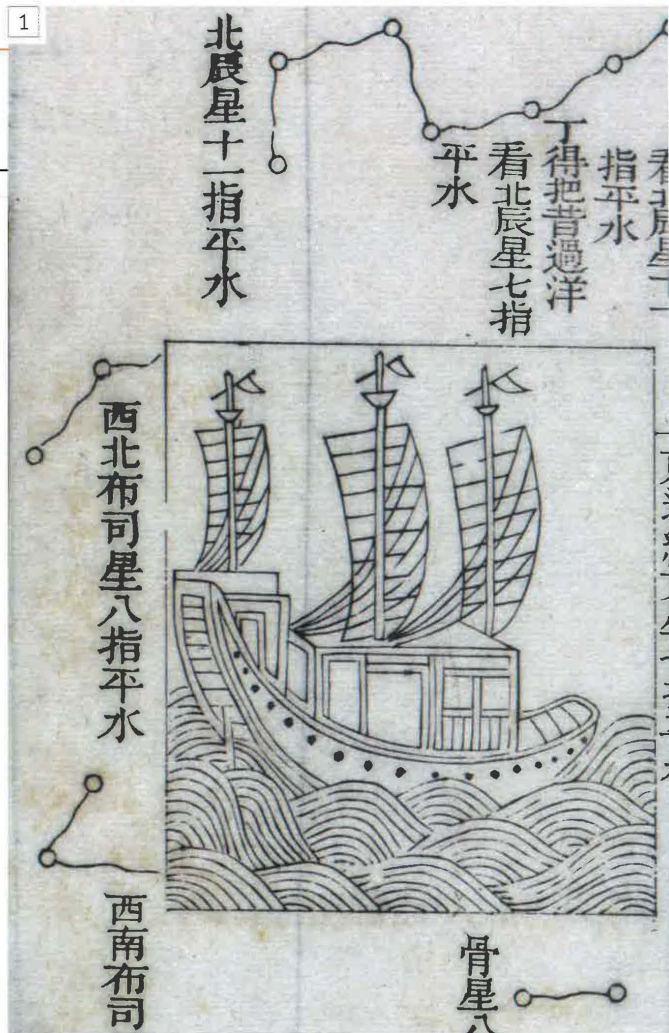 1
看北辰星
指平水
丁得把昔過洋
看北辰星七指
平水
北辰星十一指平水
西北布司星八指平水
骨星八
西南布司